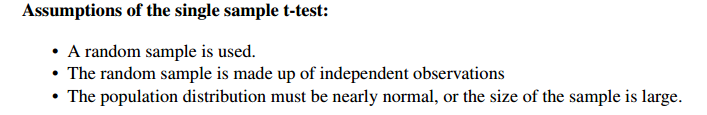 Assumptions of the single sample t-test:
• A random sample is used.
• The random sample is made up of independent observations
• The population distribution must be nearly normal, or the size of the sample is large.